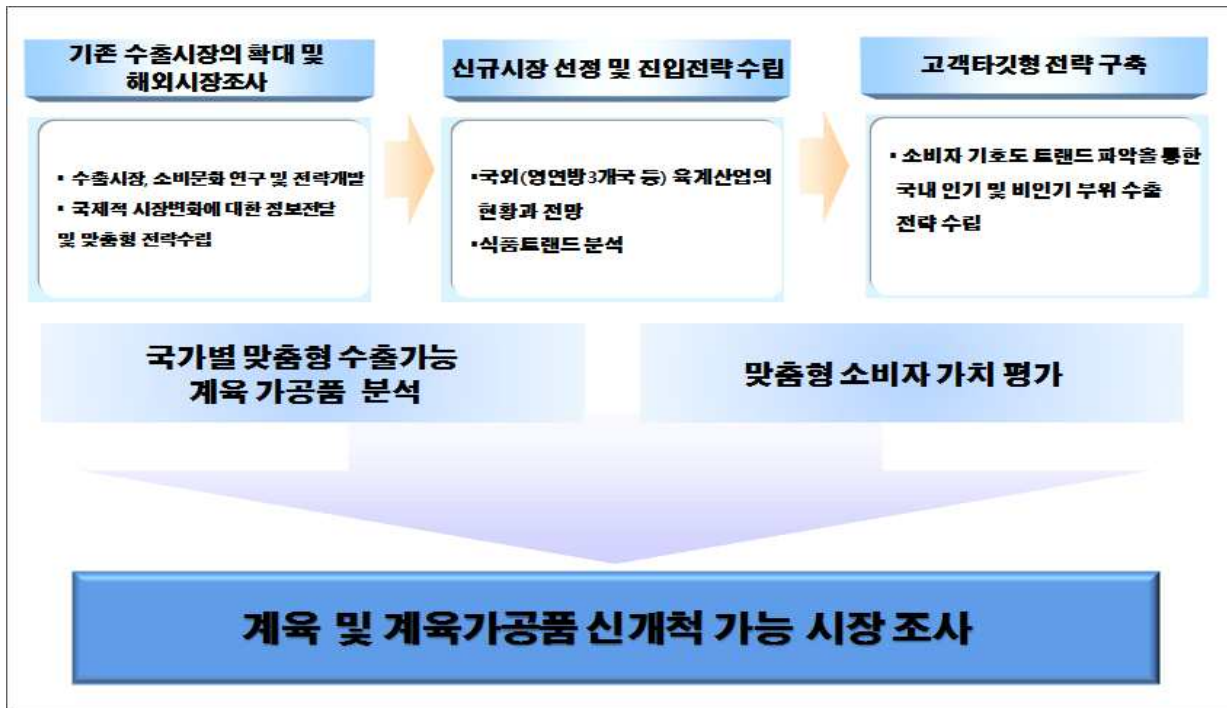 기존 수출시장의 확대 및
해외시장조사
신규시장 선정 및 진입전략 수립
고객타깃형 전략 구축
▪ 수출시장, 소비문화 연구 및 전략개발
▪ 국제적 시장변화에 대한 정보전달
및 맞춤형 전략수립
▪국외(영연방3개국 등) 육계산업의
현황과 전망
▪식품트랜드 분석
▪ 소비자 기호도 트랜드 파악을 통한
국내 인기 및 비인기 부위 수출
전략 수립
국가별 맞춤형 수출가능
계육 가공품 분석
맞춤형 소비자 가치 평가
계육 및 계육가공품 신개척 가능 시장 조사